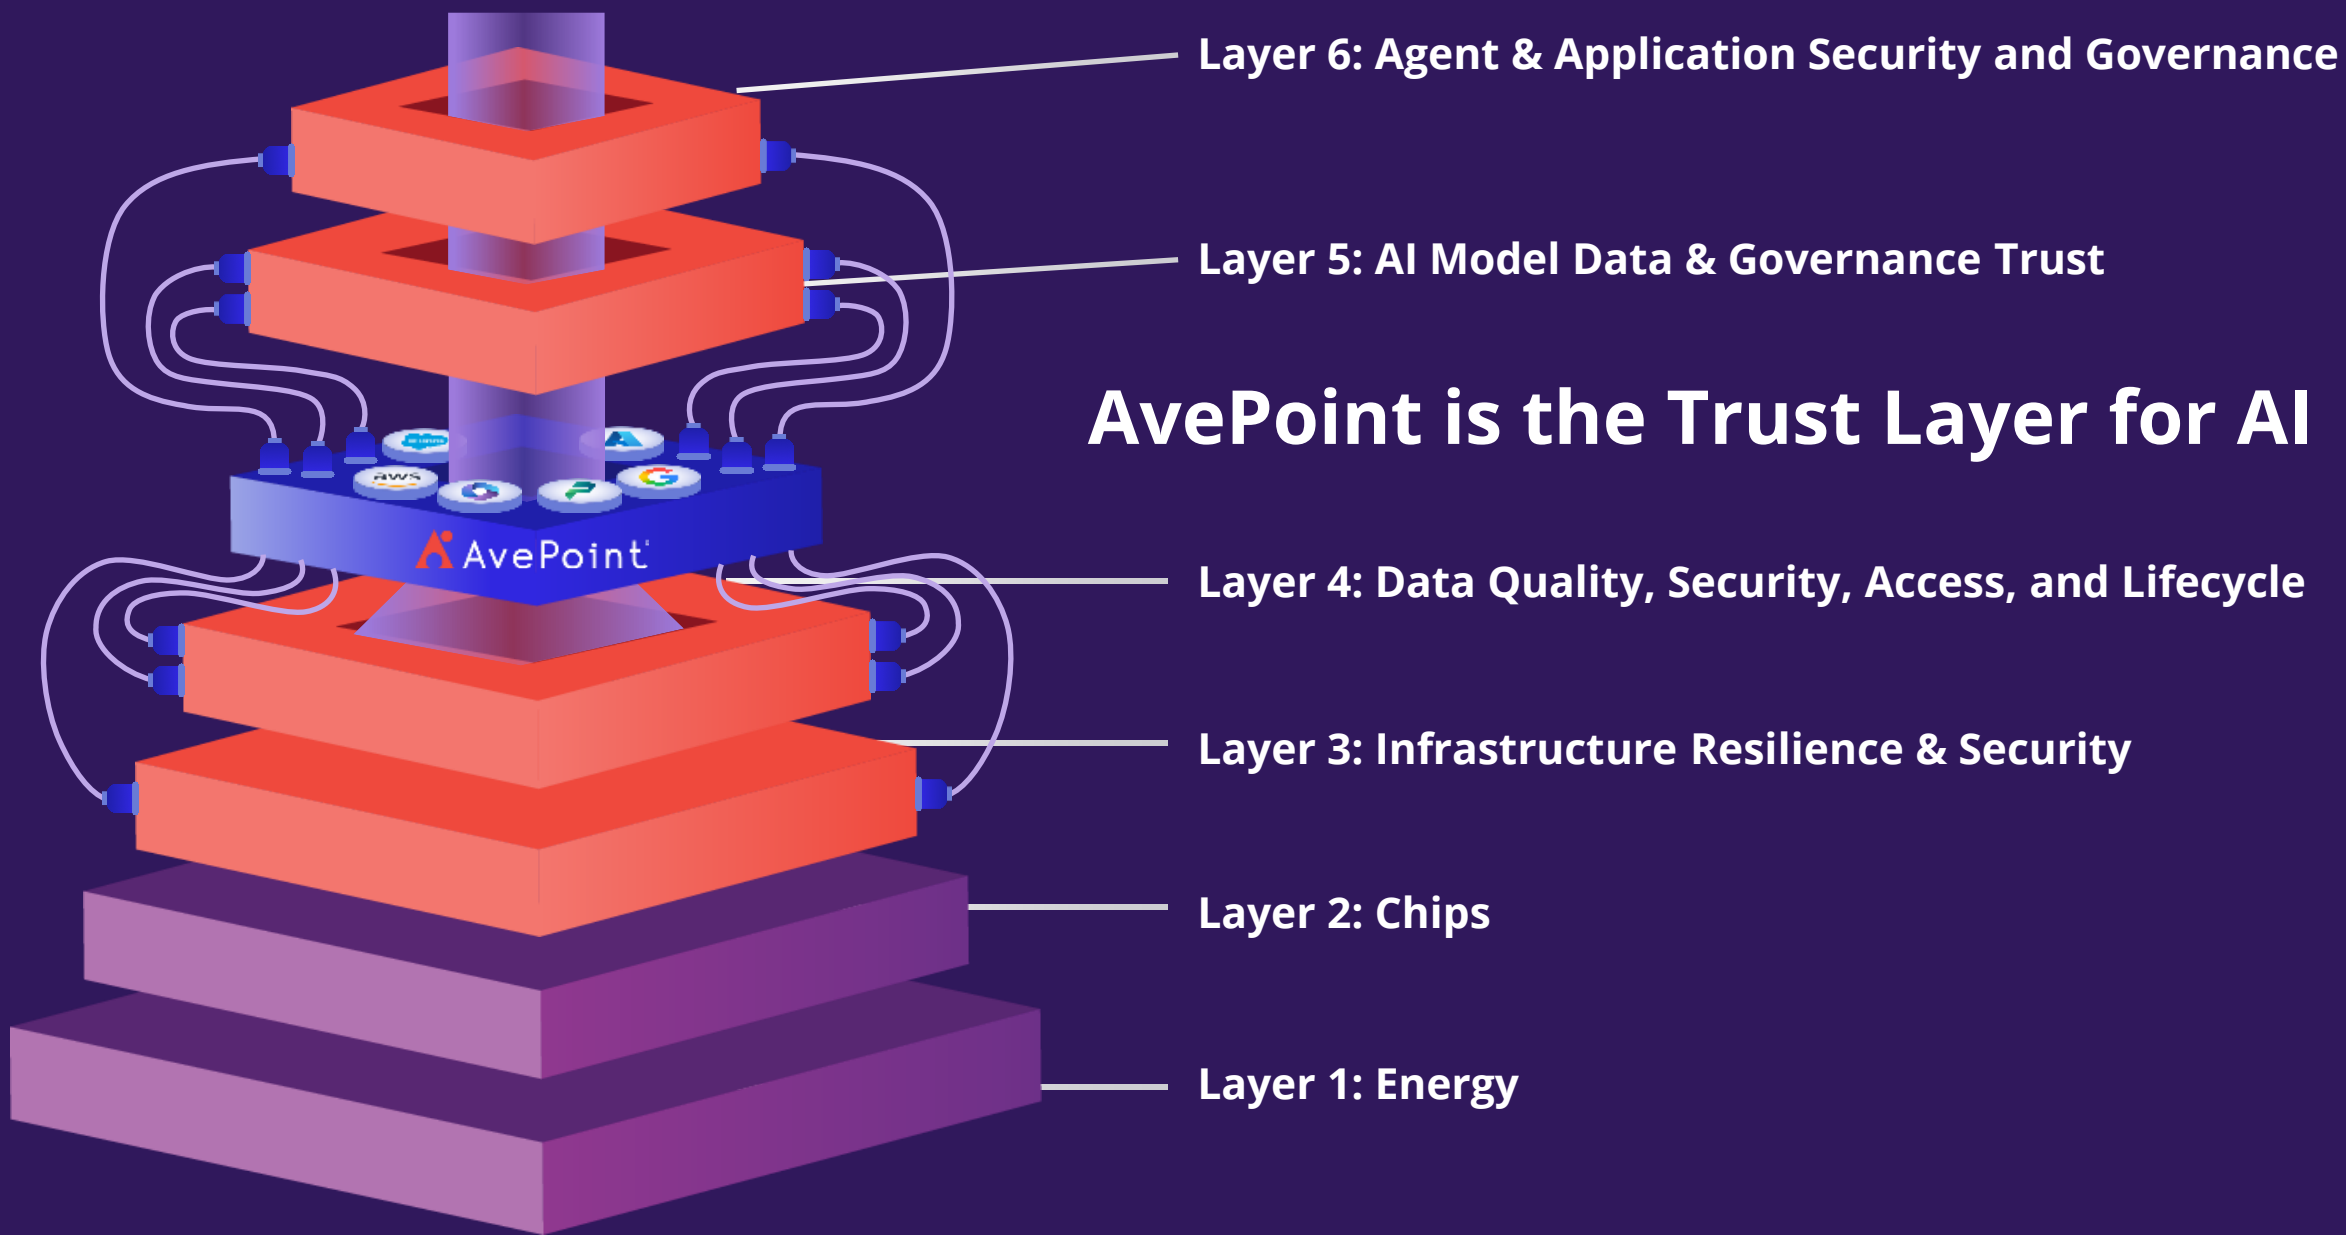 Layer 6: Agent & Application Security and Governance
Layer 5: AI Model Data & Governance Trust
AvePoint is the Trust Layer for AI
aws
AvePoint
Layer 4: Data Quality, Security, Access, and Lifecycle
Layer 3: Infrastructure Resilience & Security
Layer 2: Chips
Layer 1: Energy